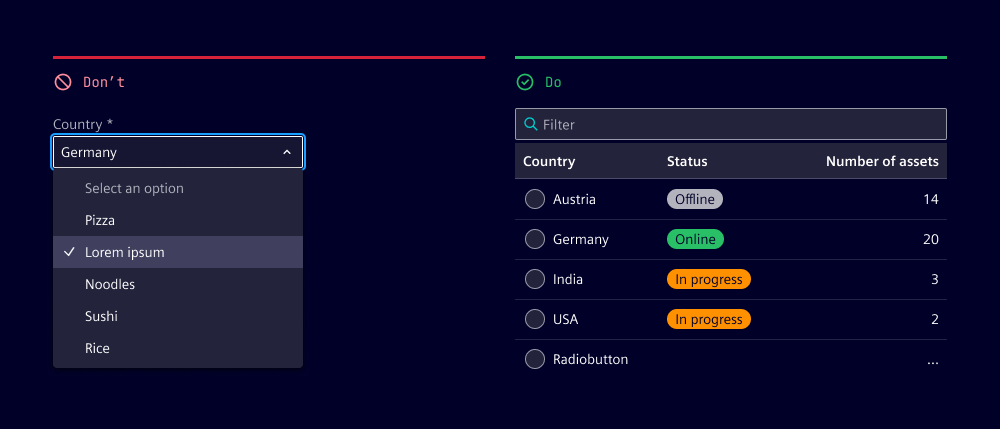 Don't
Country *
Germany
Select an option
Pizza
Lorem ipsum
Noodles
Sushi
Rice
Do
Filter
Country Status Number of assets
Austria Offline 14
Germany Online 20
India In progress 3
USA In progress 2
Radiobutton ...